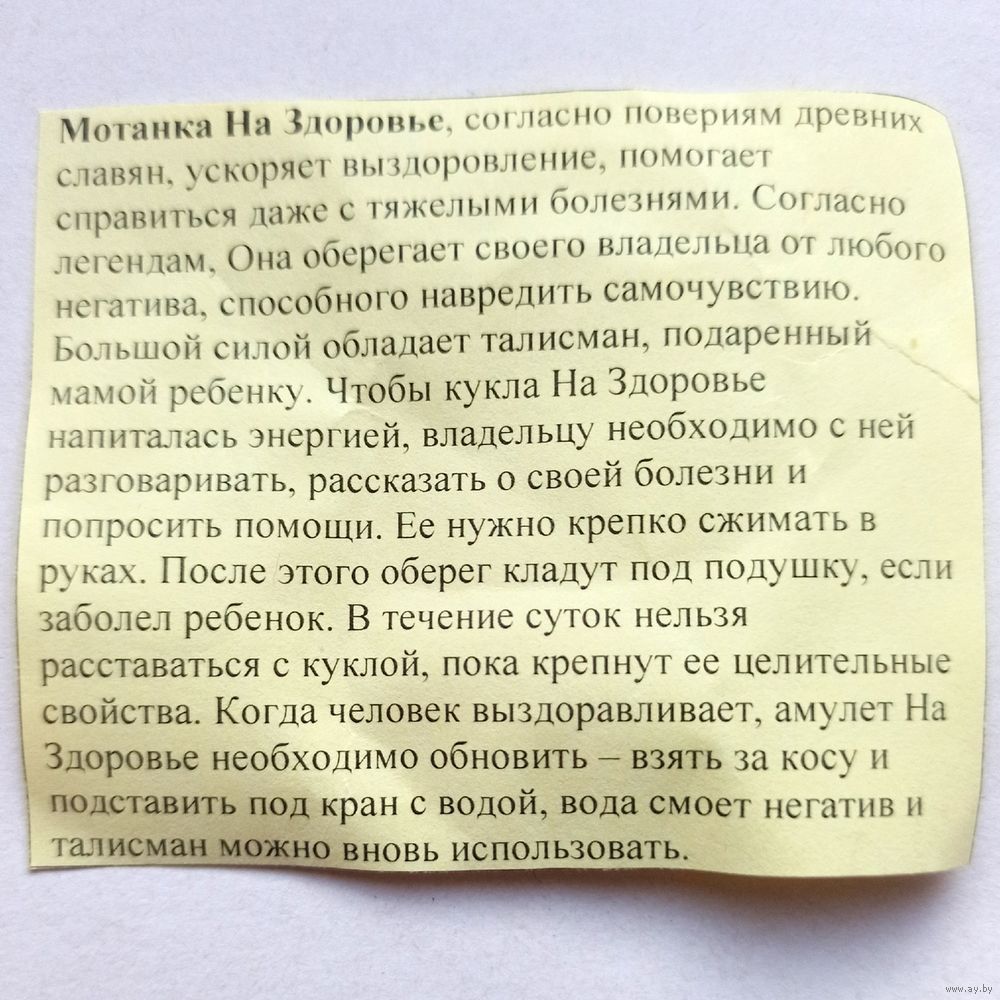 Мотанка На Здоровье, согласно повериям древних
славян, ускоряет выздоровление, помогает
справиться даже с тяжелыми болезнями. Согласно
легендам, Она оберегает своего владельца от любого
негатива, способного навредить самочувствию.
Большой силой обладает талисман, подаренный
мамой ребенку. Чтобы кукла На Здоровье
напиталась энергией, владельцу необходимо с ней
разговаривать, рассказать о своей болезни и
попросить помощи. Ее нужно крепко сжимать в
руках. После этого оберег кладут под подушку, если
заболел ребенок. В течение суток нельзя
расставаться с куклой, пока крепнут ее целительные
свойства. Когда человек выздоравливает, амулет На
Здоровье необходимо обновить – взять за косу и
подставить под кран с водой, вода смоет негатив и
талисман можно вновь использовать.
www.ay.by